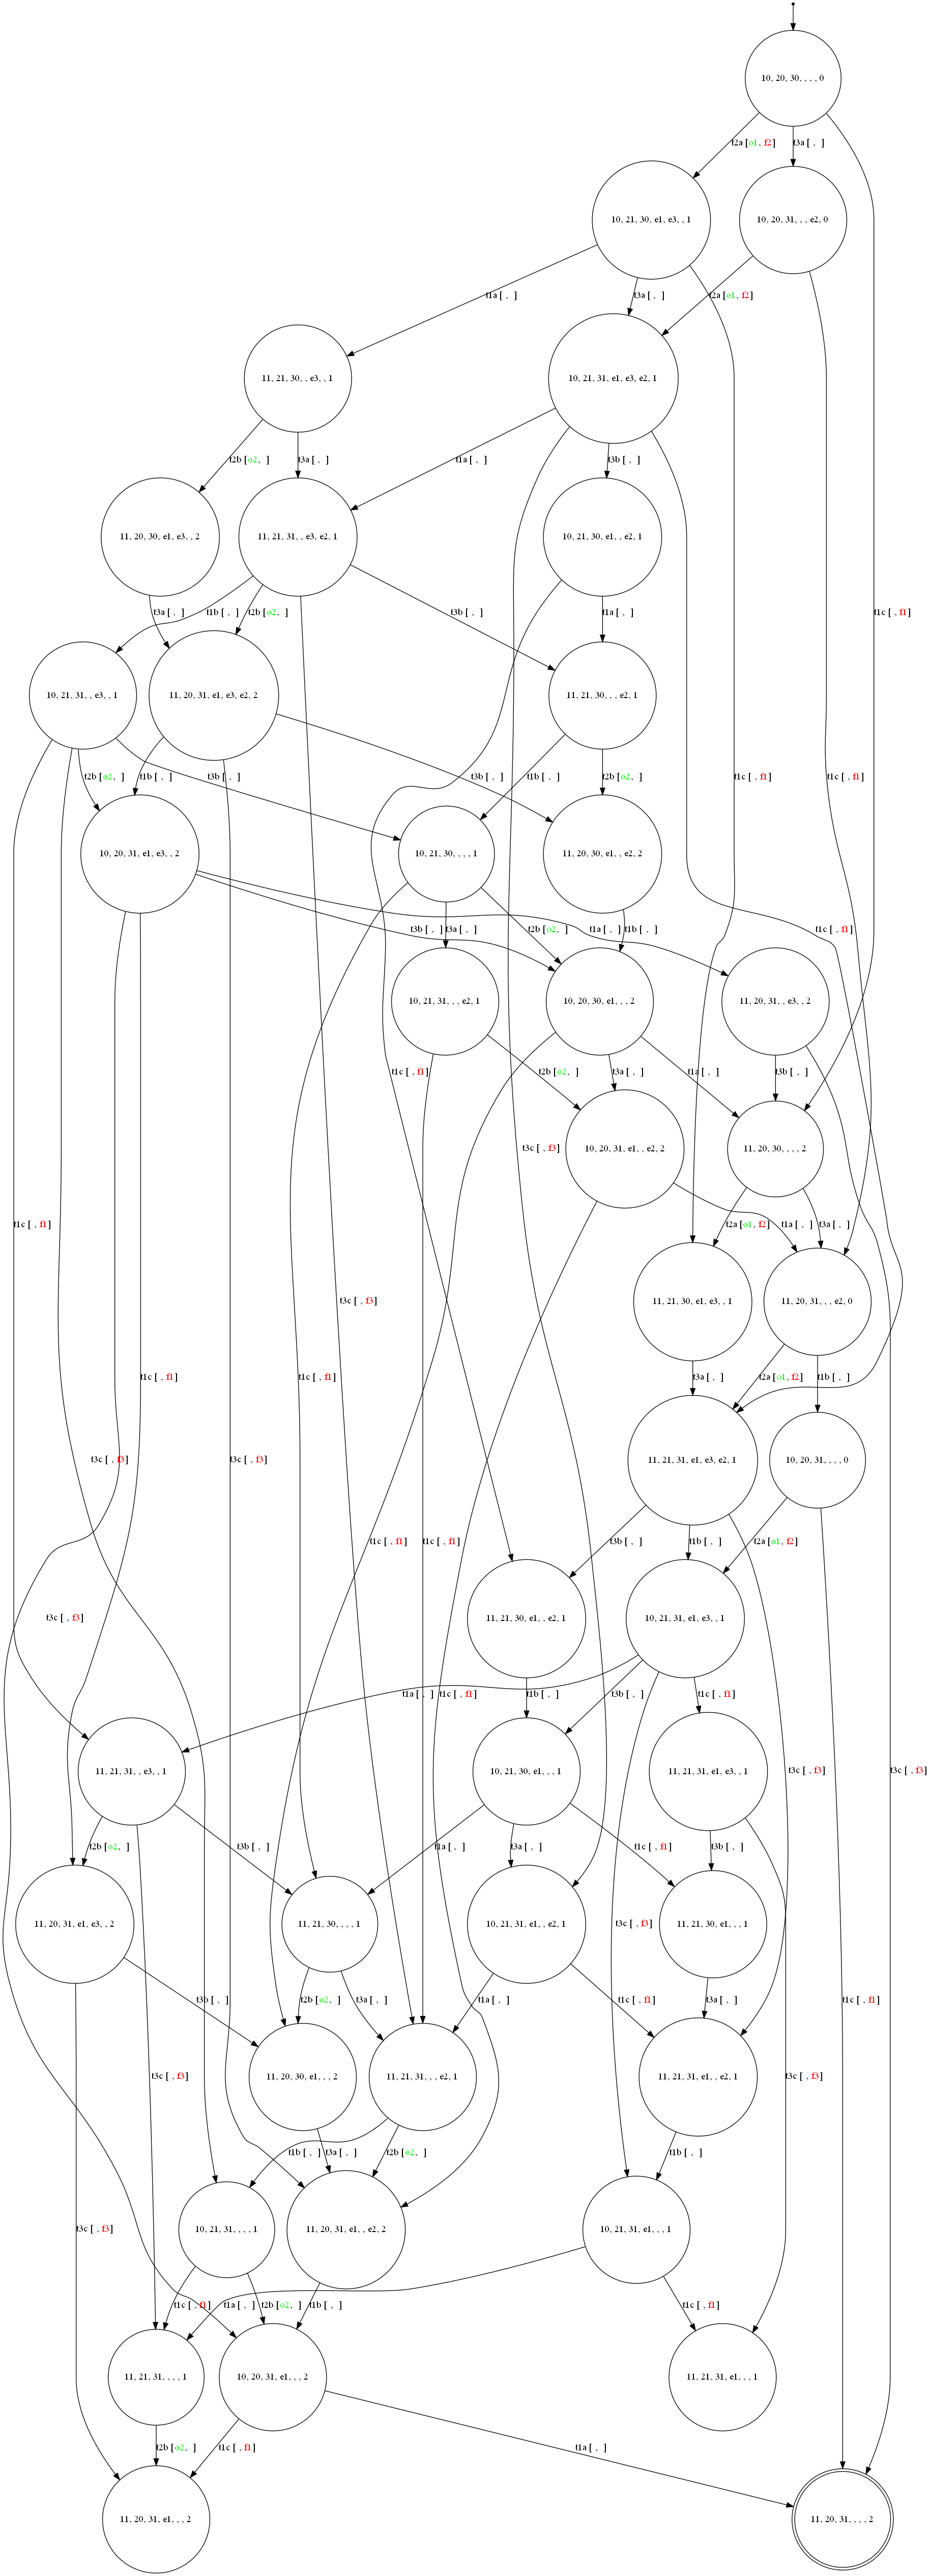 10, 20, 30, , , , 0
t2a [o1, f2]
t3a [ ,  ]
10, 21, 30, e1, e3, , 1
10, 20, 31, , , e2, 0
t1a [ ,  ]
t3a [ ,  ]
t2a [o1, f2]
11, 21, 30, , e3, , 1
10, 21, 31, e1, e3, e2, 1
t2b [o2,  ]
t3a [ ,  ]
t1a [ ,  ]
t3b [ ,  ]
11, 20, 30, e1, e3, , 2
11, 21, 31, , e3, e2, 1
10, 21, 30, e1, , e2, 1
t3a [ ,  ]
t1b [ ,  ]
t2b [o2,  ]
t3b [ ,  ]
t1a [ ,  ]
t1c [ , f1]
10, 21, 31, , e3, , 1
11, 20, 31, e1, e3, e2, 2
11, 21, 30, , , e2, 1
t2b [o2,  ]
t1b [ ,  ]
t3b [ ,  ]
t3b [ ,  ]
t1b [ ,  ]
t2b [o2,  ]
t1c [ , f1]
t1c [ , f1]
10, 20, 31, e1, e3, , 2
10, 21, 30, , , , 1
11, 20, 30, e1, , e2, 2
t3b [ ,  ]
t3a [ ,  ]
t2b [o2,  ]
t1a [ ,  ]
t1b [ ,  ]
t1c [ , f1]
10, 21, 31, , , e2, 1
10, 20, 30, e1, , , 2
11, 20, 31, , e3, , 2
t1c [ , f1]
t2b [o2,  ]
t3a [ ,  ]
t1a [ ,  ]
t3b [ ,  ]
t3c [ , f3]
10, 20, 31, e1, , e2, 2
11, 20, 30, , , , 2
t1c [ , f1]
t2a [o1, f2]
t1a [ ,  ]
t3a [ ,  ]
t3c [ , f3]
11, 21, 30, e1, e3, , 1
11, 20, 31, , , e2, 0
t1c [ , f1]
t1c [ , f1]
t3a [ ,  ]
t2a [o1, f2]
t1b [ ,  ]
t3c [ , f3]
t3c [ , f3]
11, 21, 31, e1, e3, e2, 1
10, 20, 31, , , , 0
t1c [ , f1]
t1c [ , f1]
t3b [ ,  ]
t1b [ ,  ]
t2a [o1, f2]
t3c [ , f3]
11, 21, 30, e1, , e2, 1
10, 21, 31, e1, e3, , 1
t1a [ ,  ]
t1c [ , f1]
t1b [ ,  ]
t3b [ ,  ]
t1c [ , f1]
11, 21, 31, , e3, , 1
10, 21, 30, e1, , , 1
11, 21, 31, e1, e3, , 1
t3c [ , f3]
t3c [ , f3]
t2b [o2,  ]
t3b [ ,  ]
t1a [ ,  ]
t3a [ ,  ]
t1c [ , f1]
t3b [ ,  ]
11, 20, 31, e1, e3, , 2
11, 21, 30, , , , 1
10, 21, 31, e1, , e2, 1
t3c [ , f3]
11, 21, 30, e1, , , 1
t3b [ ,  ]
t2b [o2,  ]
t3a [ ,  ]
t1a [ ,  ]
t1c [ , f1]
t3a [ ,  ]
t1c [ , f1]
t3c [ , f3]
11, 20, 30, e1, , , 2
11, 21, 31, , , e2, 1
11, 21, 31, e1, , e2, 1
t3c [ , f3]
t1b [ ,  ]
t3a [ ,  ]
t2b [o2,  ]
t1b [ ,  ]
t3c [ , f3]
10, 21, 31, , , , 1
11, 20, 31, e1, , e2, 2
10, 21, 31, e1, , , 1
t1c [ , f1]
t1a [ ,  ]
t2b [o2,  ]
t1b [ ,  ]
t1c [ , f1]
11, 21, 31, , , , 1
10, 20, 31, e1, , , 2
11, 21, 31, e1, , , 1
t2b [o2,  ]
t1c [ , f1]
t1a [ ,  ]
11, 20, 31, e1, , , 2
11, 20, 31, , , , 2